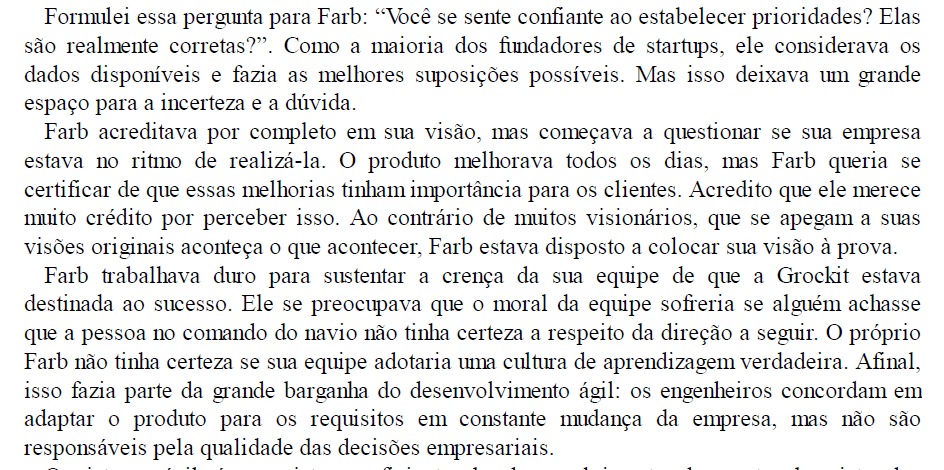 Formulei essa pergunta para Farb: “Você se sente confiante ao estabelecer prioridades? Elas
são realmente corretas?”. Como a maioria dos fundadores de startups, ele considerava os
dados disponíveis e fazia as melhores suposições possíveis. Mas isso deixava um grande
espaço para a incerteza e a dúvida.
Farb acreditava por completo em sua visão, mas começava a questionar se sua empresa
estava no ritmo de realizá-la. O produto melhorava todos os dias, mas Farb queria se
certificar de que essas melhorias tinham importância para os clientes. Acredito que ele merece
muito crédito por perceber isso. Ao contrário de muitos visionários, que se apegam a suas
visões originais aconteça o que acontecer, Farb estava disposto a colocar sua visão à prova.
Farb trabalhava duro para sustentar a crença da sua equipe de que a Grockit estava
destinada ao sucesso. Ele se preocupava que o moral da equipe sofreria se alguém achasse
que a pessoa no comando do navio não tinha certeza a respeito da direção a seguir. O próprio
Farb não tinha certeza se sua equipe adotaria uma cultura de aprendizagem verdadeira. Afinal,
isso fazia parte da grande barganha do desenvolvimento ágil: os engenheiros concordam em
adaptar o produto para os requisitos em constante mudança da empresa, mas não são
responsáveis pela qualidade das decisões empresariais.